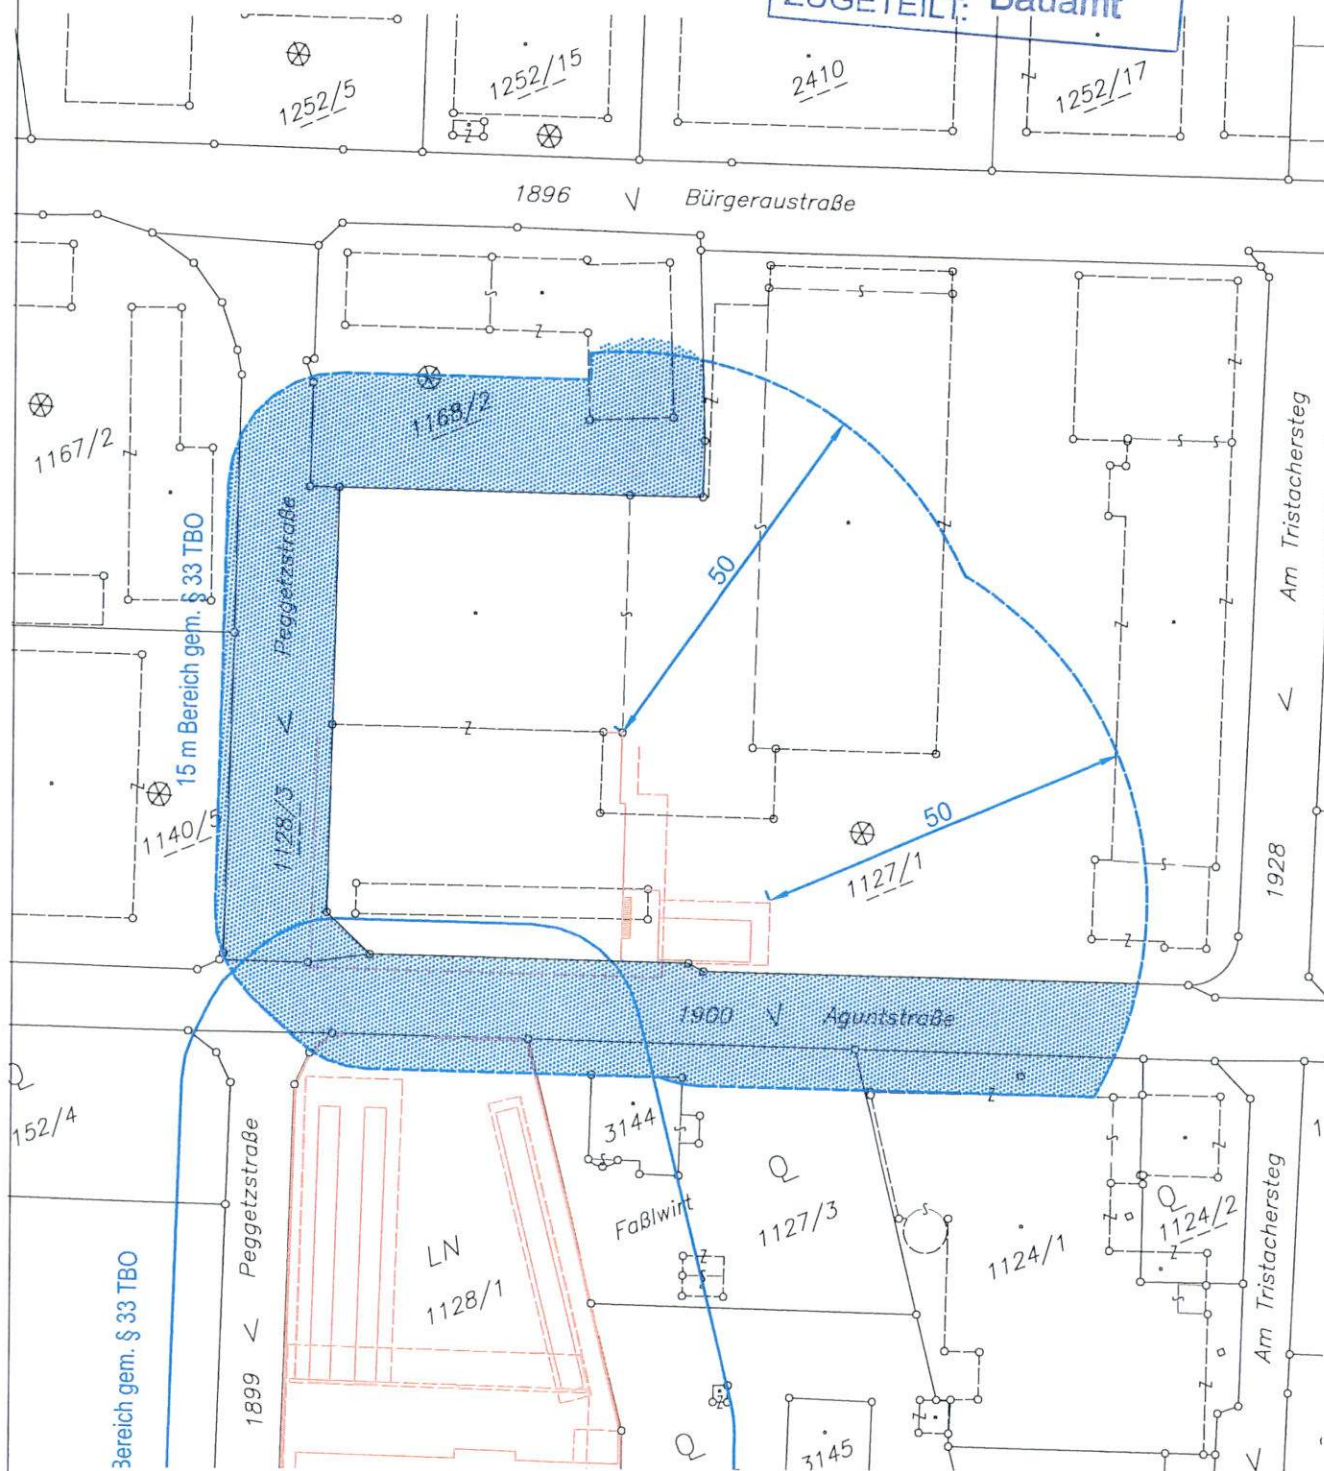 ZUGETEILT: Bauamt
1252/5
1252/15
2410
1252/17
1896 Bürgeraustraße
1167/2
1168/2
15 m Bereich gem. § 33 TBO
Peggetzstraße
50
Am Tristachersteg
1128/3
1140/5
50
1127/1
1928
1900 Aguntstraße
152/4
Peggetzstraße
3144
Faßlwirt
1127/3
1124/2
1124/1
LN
1128/1
Am Tristachersteg
Bereich gem. § 33 TBO
1899
3145